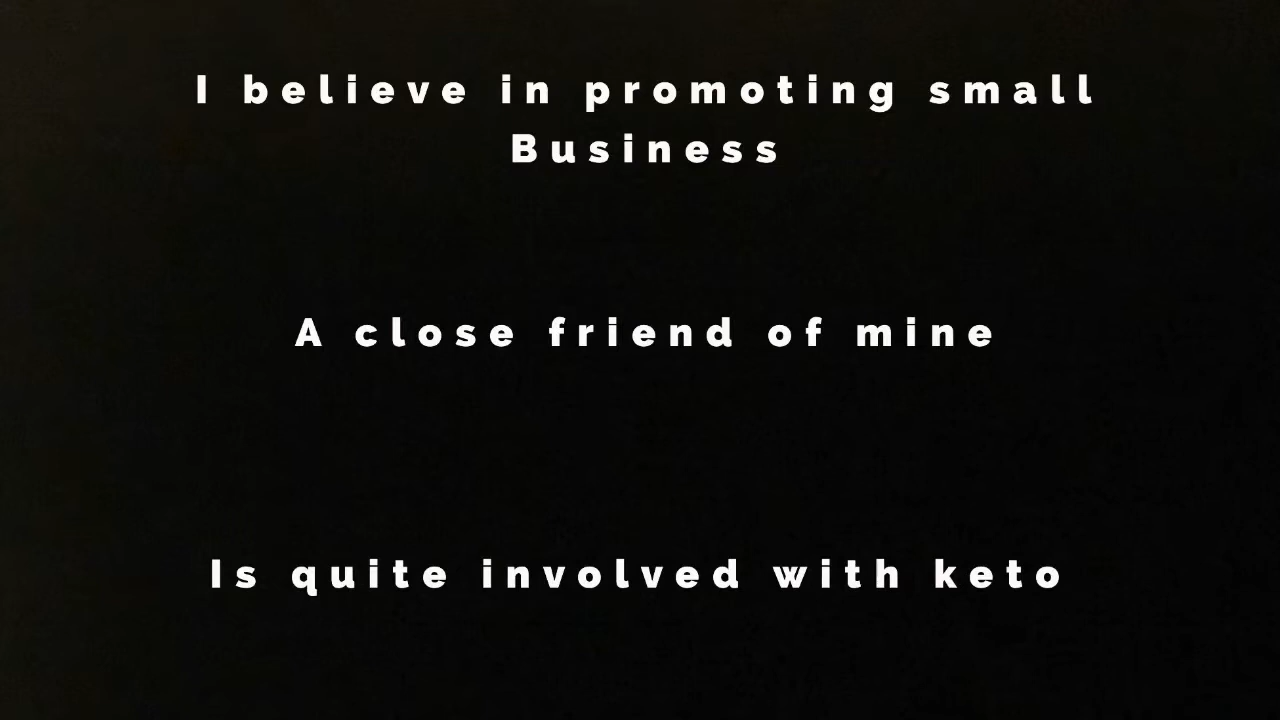 I believe in promoting small
Business
A close friend of mine
Is quite involved with keto